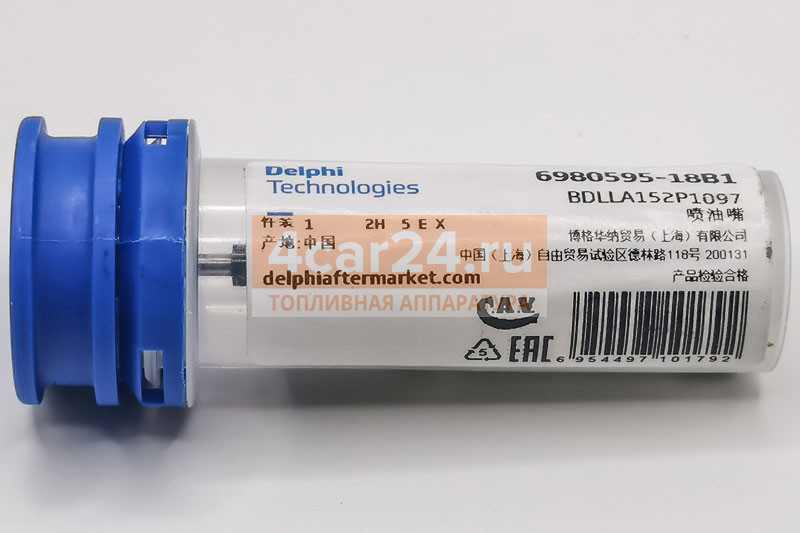 Delphi
Technologies
6980595-18B1
BDLLA152P1097
喷油嘴
件装 1 2H 5 E X
产地:中国
博格华纳贸易(上海)有限公司
中国(上海)自由贸易试验区德林路118号 200131
delphiaftermarket.com
产品检验合格
C.A.V.
5
EAC
6 954497 101792
4car24.ru
ТОПЛИВНАЯ АППАРАТУРА